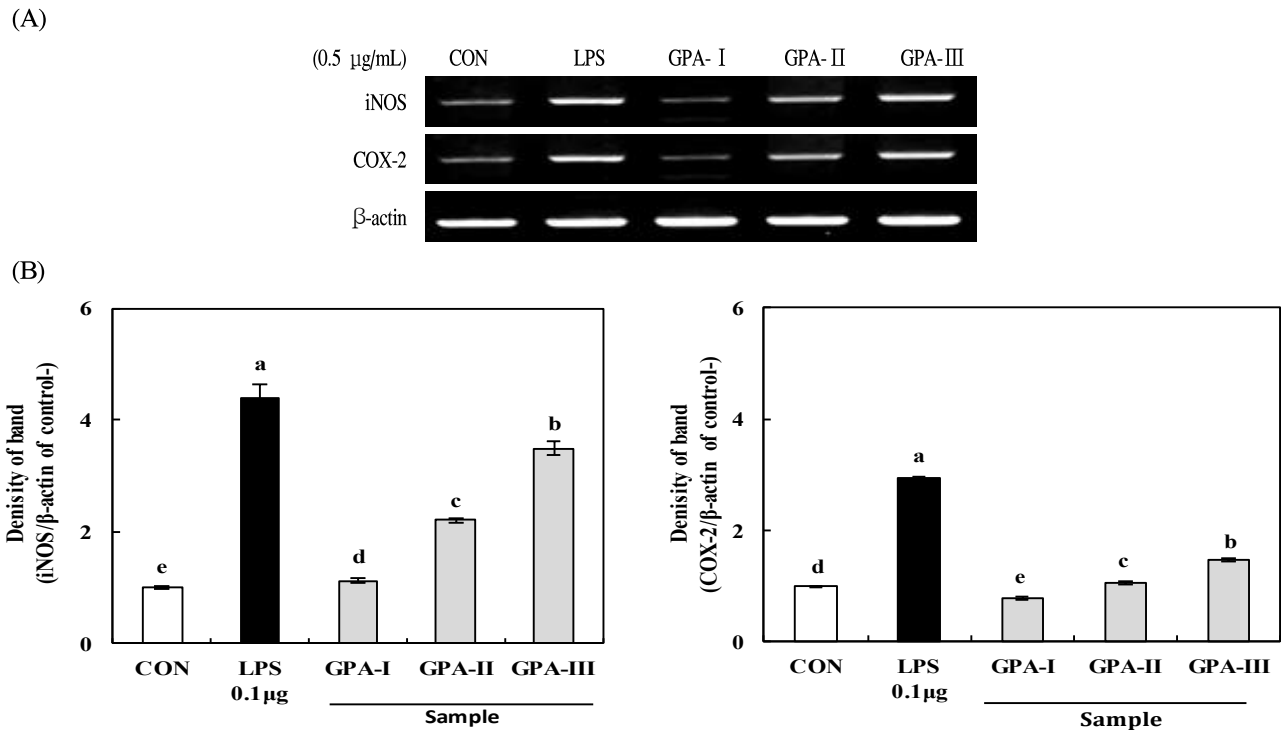 (A)
(0.5 μg/mL) CON LPS GPA-Ⅰ GPA-Ⅱ GPA-Ⅲ
iNOS
COX-2
β-actin
(B)
Denisity of band
(iNOS/β-actin of control-)
6
4
2
0
a
b
c
d
e
CON LPS GPA-I GPA-II GPA-III
0.1μg
Sample
Denisity of band
(COX-2/β-actin of control-)
6
4
2
0
a
b
d
c
e
CON LPS GPA-I GPA-II GPA-III
0.1μg
Sample